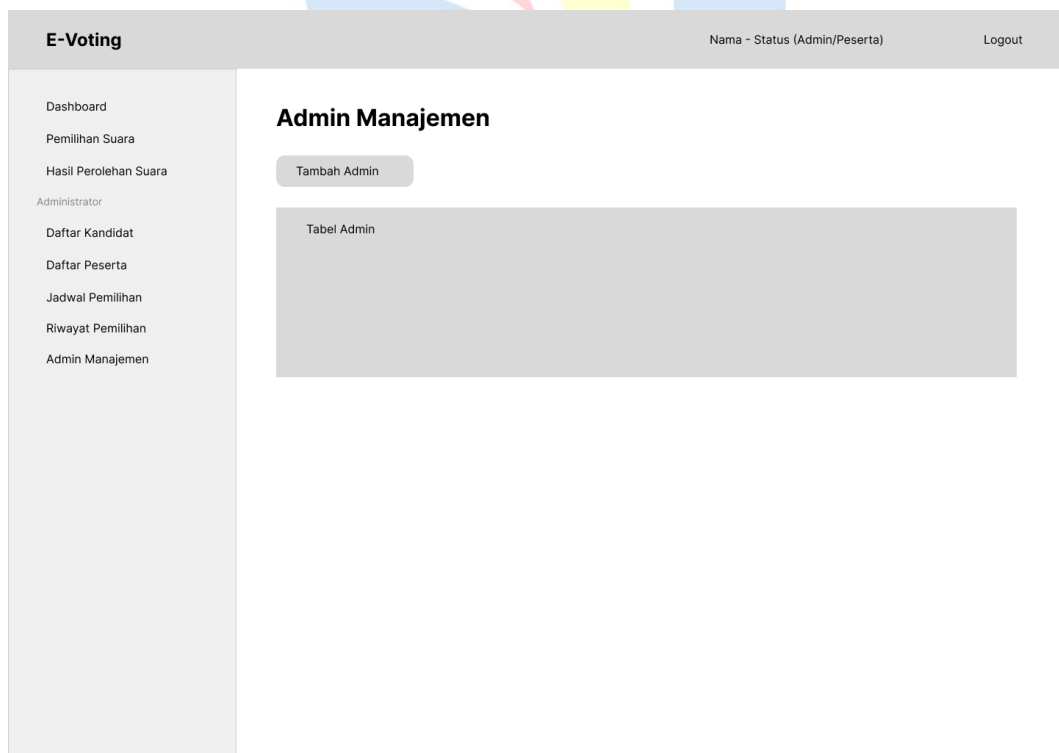 E-Voting
Nama - Status (Admin/Peserta)
Logout
Dashboard
Pemilihan Suara
Hasil Perolehan Suara
Administrator
Daftar Kandidat
Daftar Peserta
Jadwal Pemilihan
Riwayat Pemilihan
Admin Manajemen
Admin Manajemen
Tambah Admin
Tabel Admin